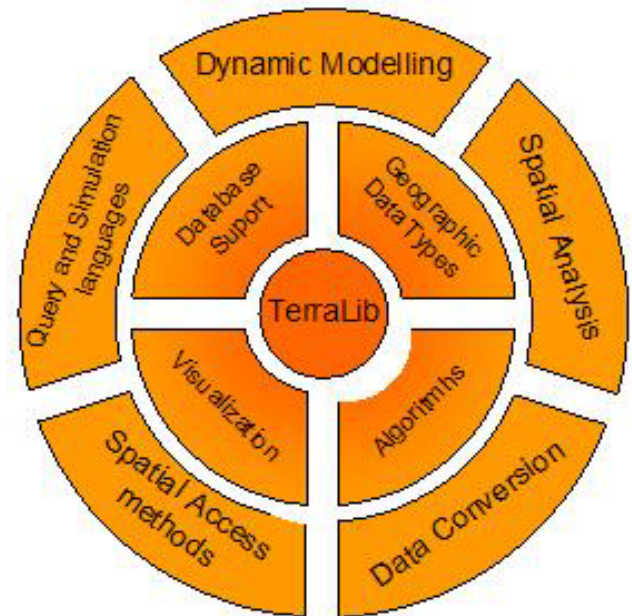 Dynamic Modelling
Query and Simulation
languages
Spatial Analysis
Database
Suport
Geographic
Data Types
TerraLib
Visualization
Algoritmhs
Spatial Access
methods
Data Conversion